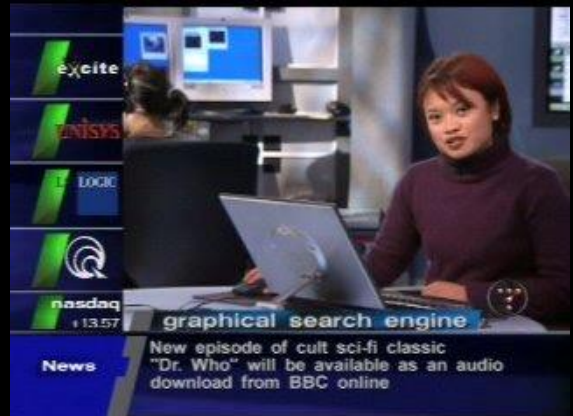 excite
UNISYS
LSI LOGIC
nasdaq
+13.57
graphical search engine
News
New episode of cult sci-fi classic
"Dr. Who" will be available as an audio
download from BBC online